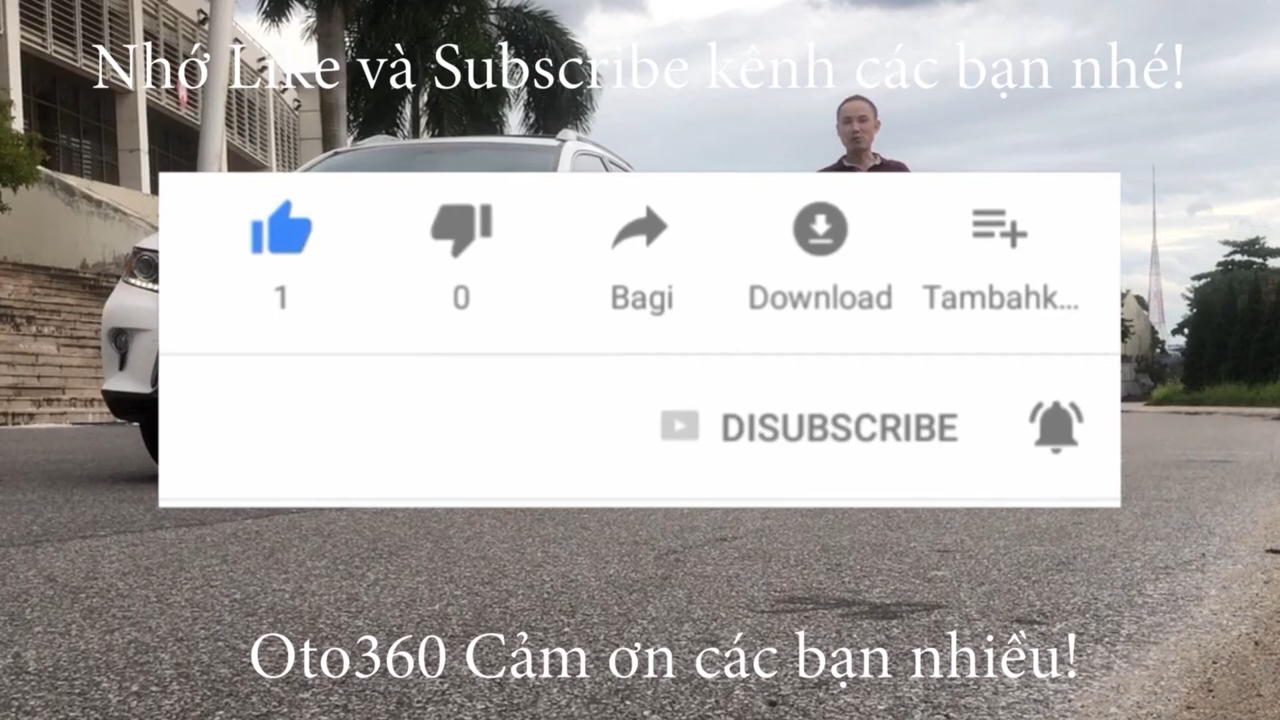 Nhớ Like và Subscribe kênh các bạn nhé!
1 0 Bagi Download Tambahk...
DISUBSCRIBE
Oto360 Cảm ơn các bạn nhiều!